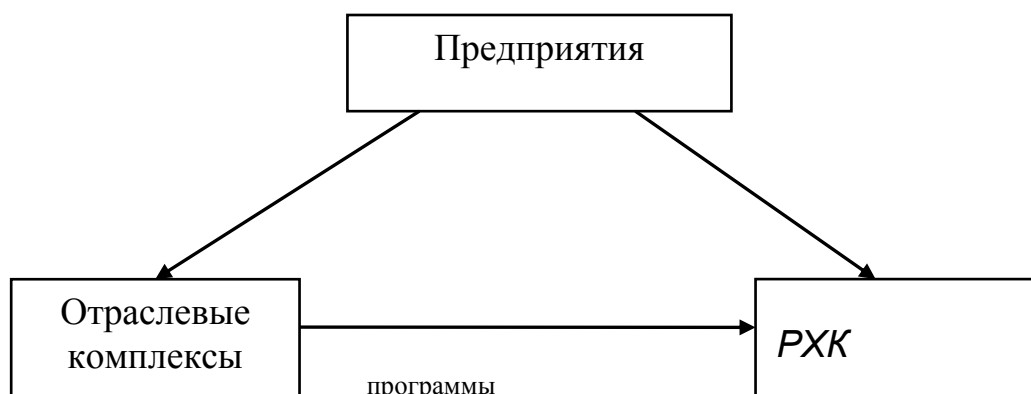 Предприятия
Отраслевые
комплексы
РХК
программы